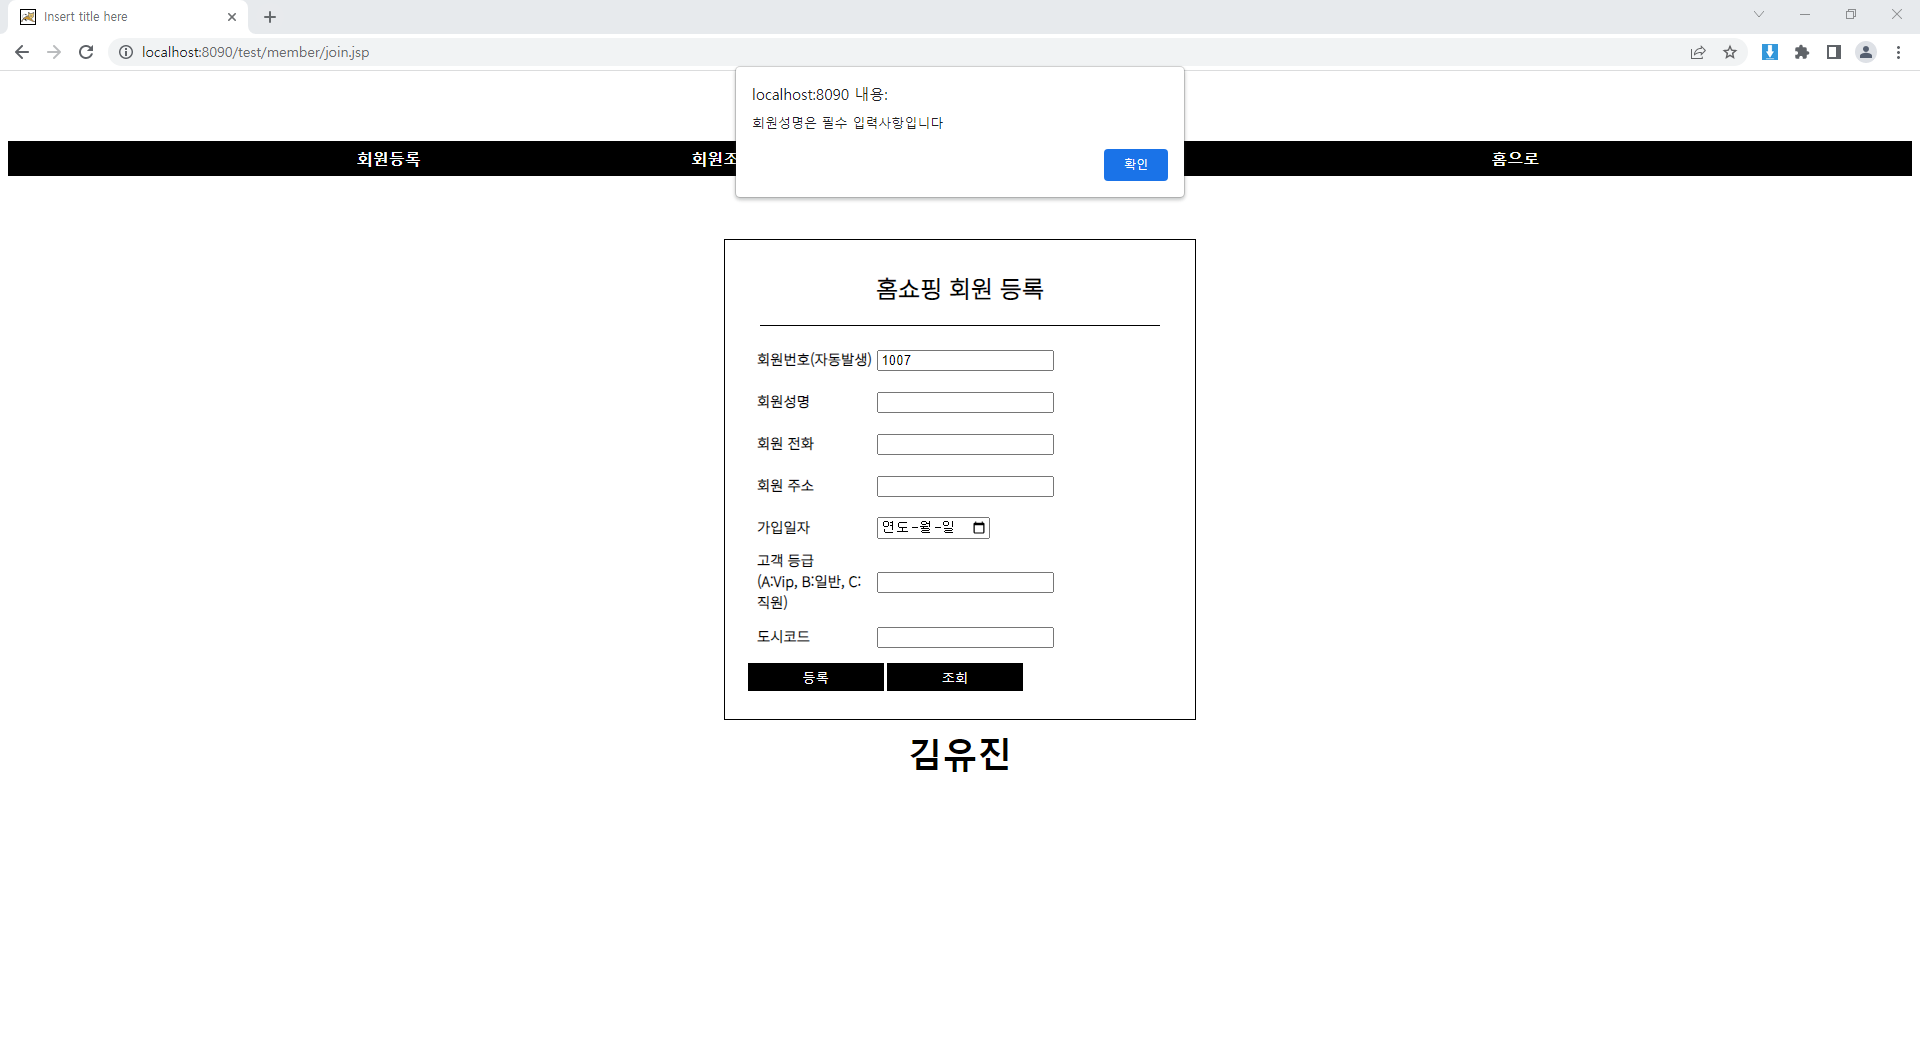 Insert title here
localhost:8090/test/member/join.jsp
localhost:8090 내용:
회원성명은 필수 입력사항입니다
확인
회원등록
회원조
홈으로
홈쇼핑 회원 등록
회원번호(자동발생) 1007
회원성명
회원 전화
회원 주소
가입일자 연도-월-일
고객 등급
(A:Vip, B:일반, C:
직원)
도시코드
등록 조회
김유진